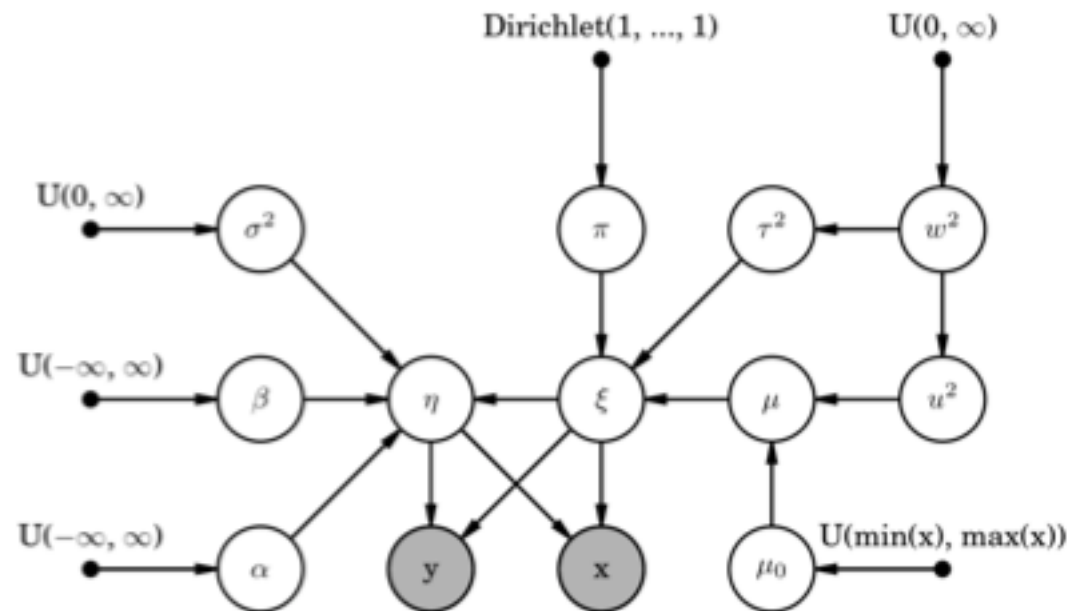 Dirichlet(1, ..., 1)
U(0, ∞)
U(0, ∞)
σ²
π
τ²
w²
U(−∞, ∞)
β
η
ξ
μ
u²
U(−∞, ∞)
U(min(x), max(x))
α
y
x
μ₀